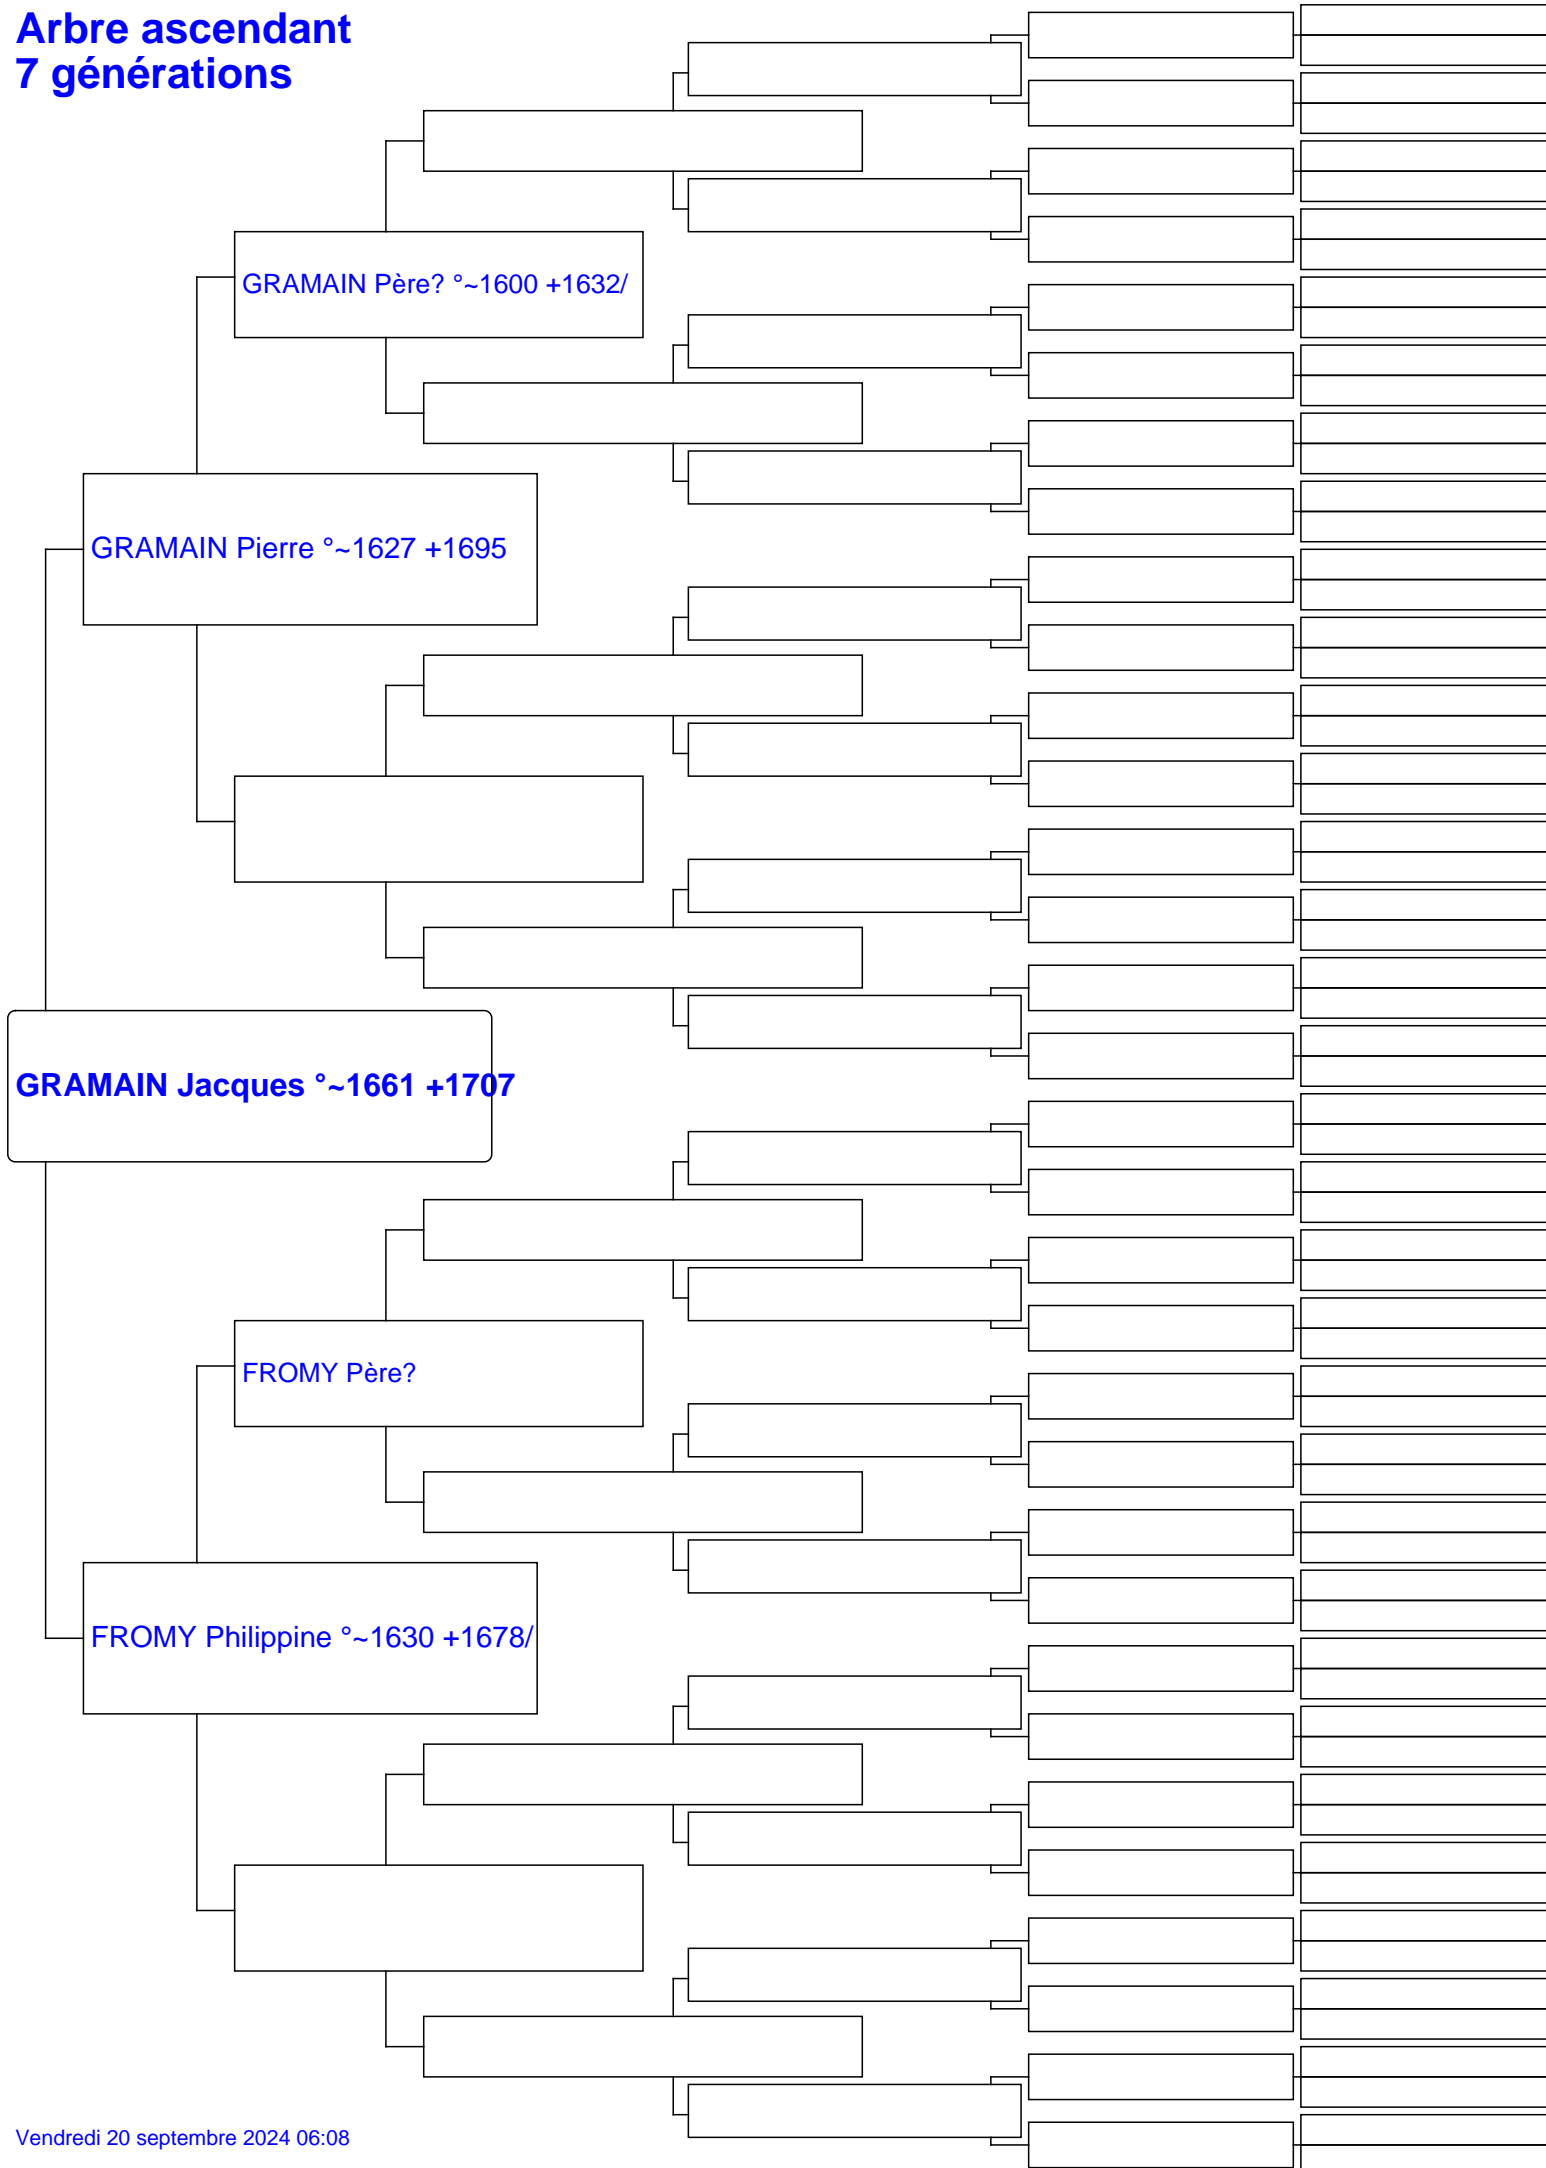 Arbre ascendant
7 générations
GRAMAIN Père? °~1600 +1632/
GRAMAIN Pierre °~1627 +1695
GRAMAIN Jacques °~1661 +1707
FROMY Père?
FROMY Philippine °~1630 +1678/
Vendredi 20 septembre 2024 06:08